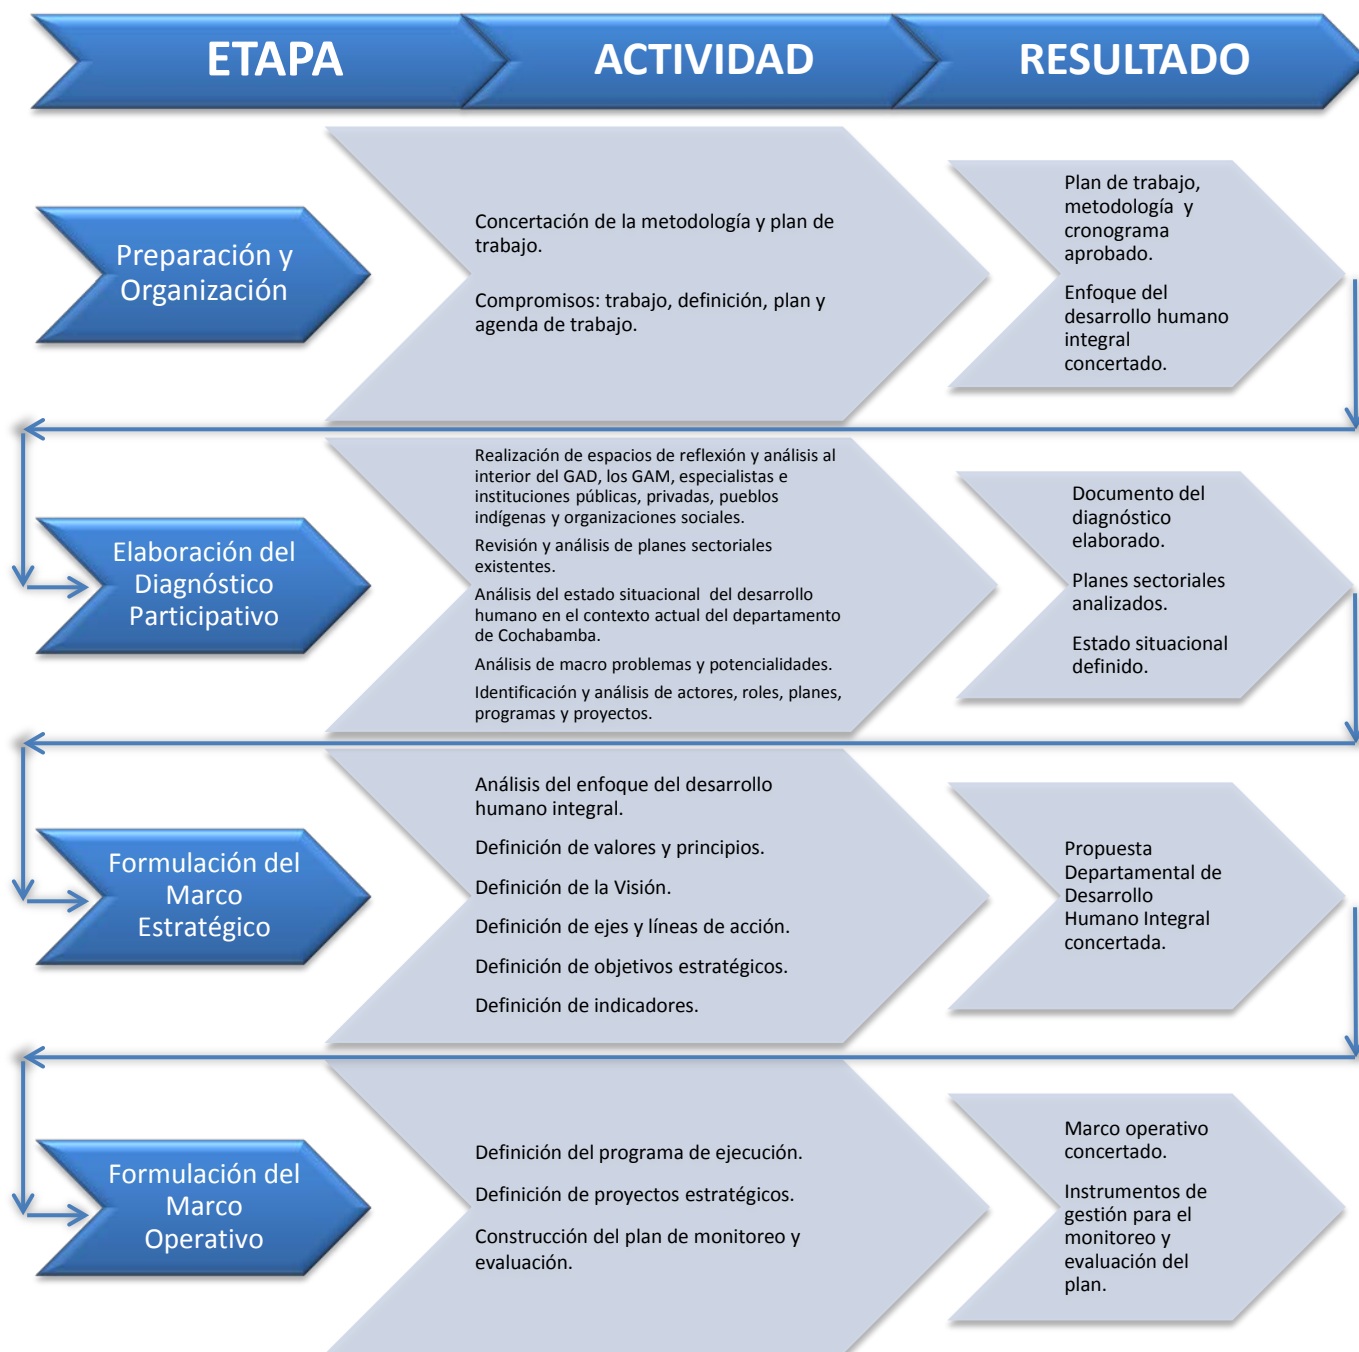 ETAPA
ACTIVIDAD
RESULTADO
Preparación y
Organización
Concertación de la metodología y plan de
trabajo.
Compromisos: trabajo, definición, plan y
agenda de trabajo.
Plan de trabajo,
metodología y
cronograma
aprobado.
Enfoque del
desarrollo humano
integral
concertado.
Elaboración del
Diagnóstico
Participativo
Realización de espacios de reflexión y análisis al
interior del GAD, los GAM, especialistas e
instituciones públicas, privadas, pueblos
indígenas y organizaciones sociales.
Revisión y análisis de planes sectoriales
existentes.
Análisis del estado situacional del desarrollo
humano en el contexto actual del departamento
de Cochabamba.
Análisis de macro problemas y potencialidades.
Identificación y análisis de actores, roles, planes,
programas y proyectos.
Documento del
diagnóstico
elaborado.
Planes sectoriales
analizados.
Estado situacional
definido.
Formulación del
Marco
Estratégico
Análisis del enfoque del desarrollo
humano integral.
Definición de valores y principios.
Definición de la Visión.
Definición de ejes y líneas de acción.
Definición de objetivos estratégicos.
Definición de indicadores.
Propuesta
Departamental de
Desarrollo
Humano Integral
concertada.
Formulación del
Marco
Operativo
Definición del programa de ejecución.
Definición de proyectos estratégicos.
Construcción del plan de monitoreo y
evaluación.
Marco operativo
concertado.
Instrumentos de
gestión para el
monitoreo y
evaluación del
plan.